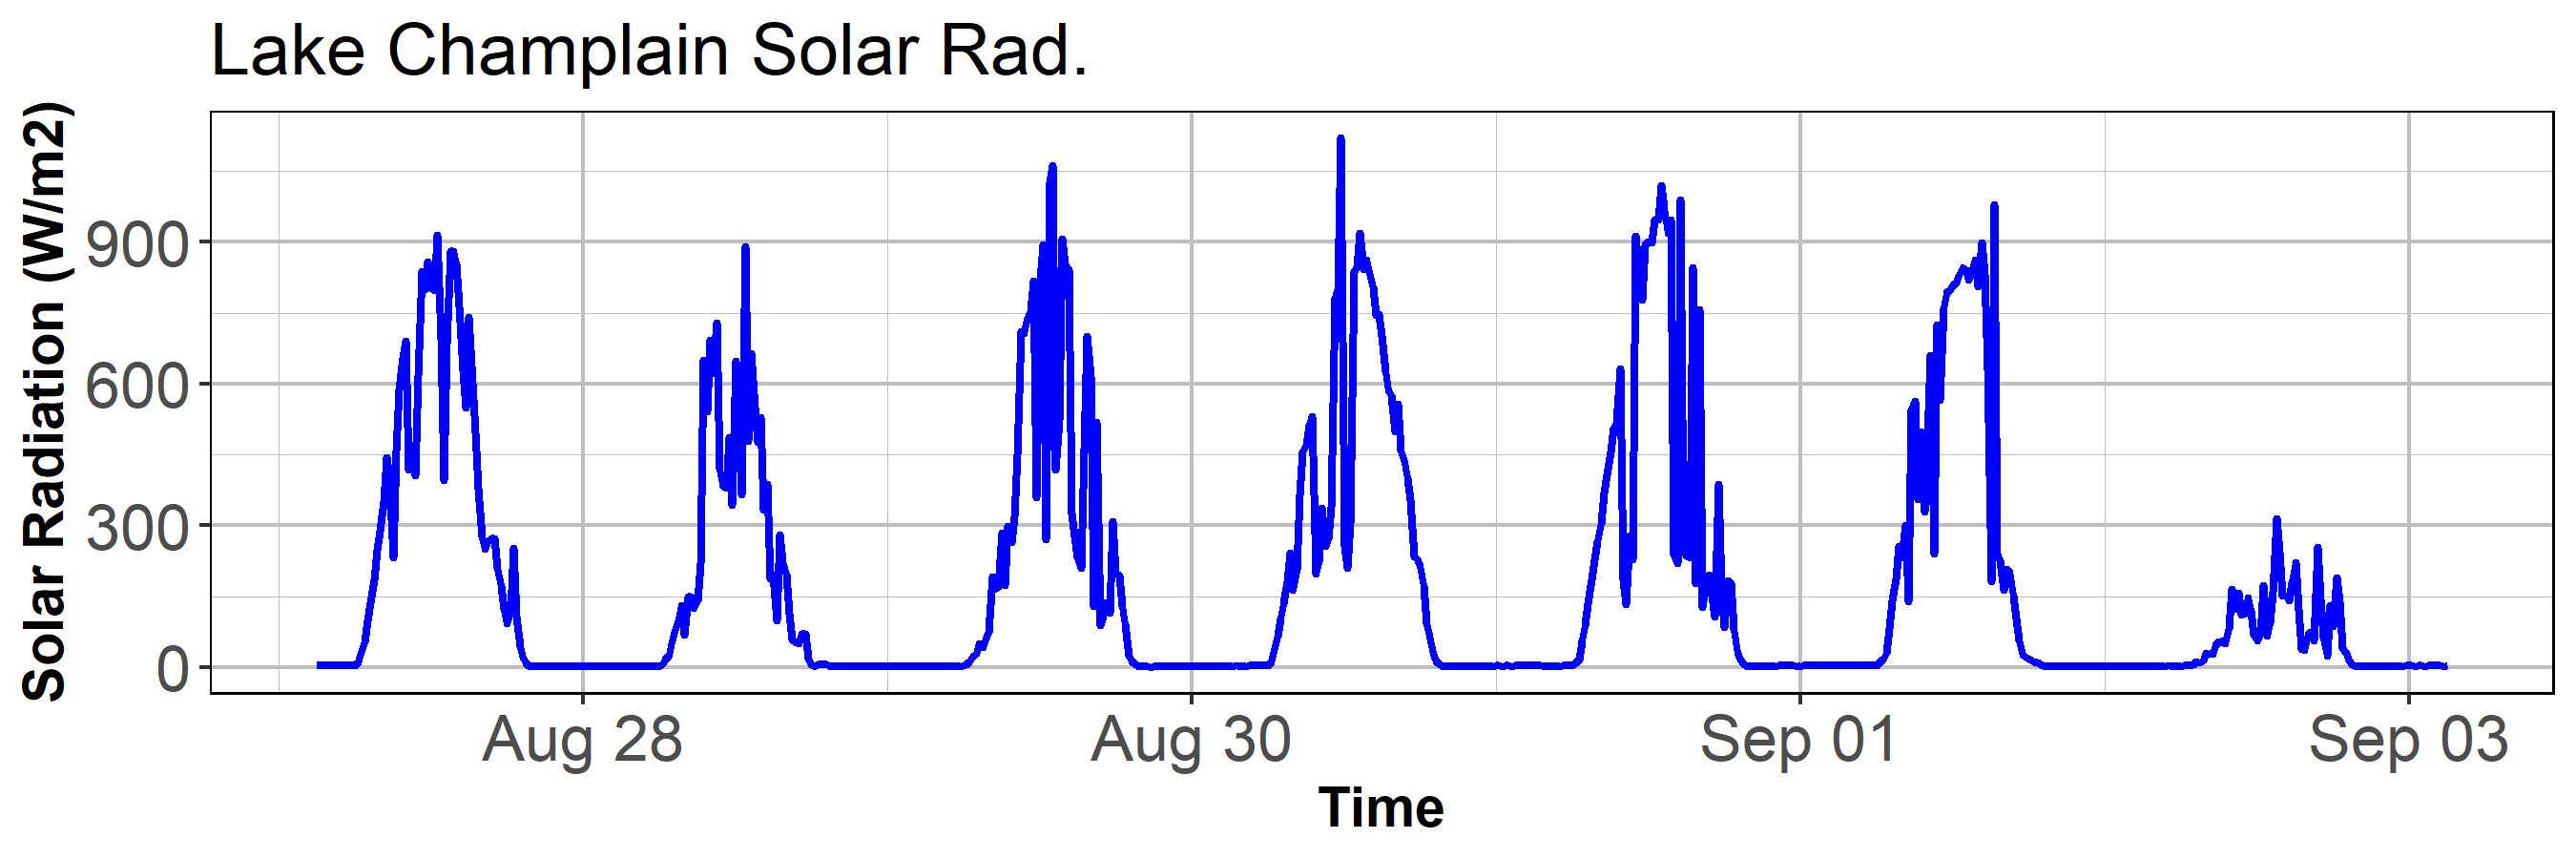 Lake Champlain Solar Rad.
Solar Radiation (W/m2)
900
600
300
0
Aug 28 Aug 30 Sep 01 Sep 03
Time